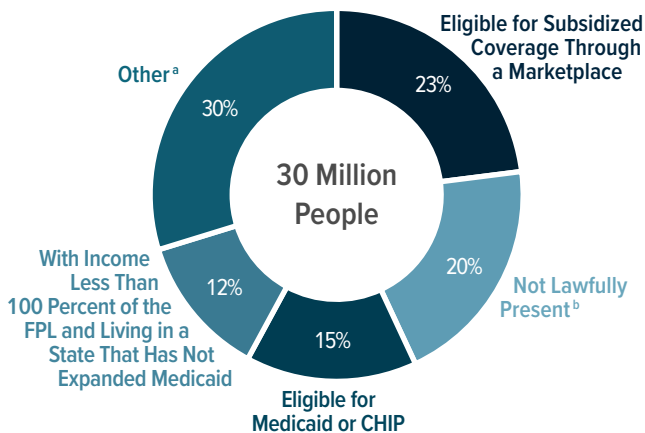 Eligible for Subsidized
Coverage Through
a Marketplace
23%
Other a
30%
30 Million
People
20%
Not Lawfully
Present b
With Income
Less Than
100 Percent of the
FPL and Living in a
State That Has Not
Expanded Medicaid
12%
15%
Eligible for
Medicaid or CHIP